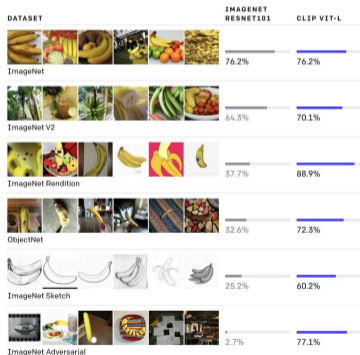 DATASET
IMAGENET
RESNET101
CLIP VIT-L
76.2%
76.2%
ImageNet
64.3%
70.1%
ImageNet V2
37.7%
88.9%
ImageNet Rendition
32.6%
72.3%
ObjectNet
25.2%
60.2%
ImageNet Sketch
2.7%
77.1%
ImageNet Adversarial